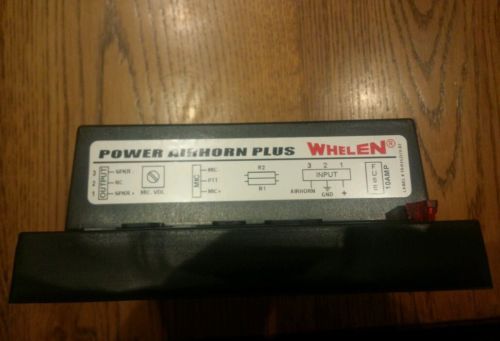 POWER AIRHORN PLUS WHELEN®
OUTPUT
3 SPKR -
2 NC
1 SPKR +
MIC. VOL
MIC
MIC-
PTT
MIC+
R2
R1
3 2 1
INPUT
AIRHORN GND +
FUSE
10AMP